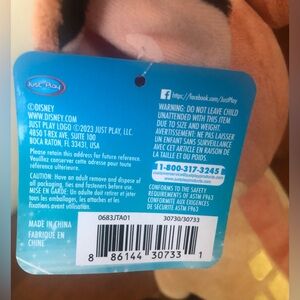 Just Play
©DISNEY
WWW.DISNEY.COM
JUST PLAY LOGO ©2023 JUST PLAY, LLC
4850 T-REX AVE, SUITE 100
BOCA RATON, FL 33431, USA
Please retain this address for future reference.
Veuillez conserver cette adresse pour toute
référence future.
CAUTION: Have an adult remove and dispose of
all packaging, ties and fasteners before use.
MISE EN GARDE: Un adulte doit retirer et jeter
tous les emballages, les attaches et les
fixations avant utilisation.
MADE IN CHINA
FABRIQUÉ EN
CHINE
https://facebook.com/JustPlay
WARNING: DO NOT LEAVE CHILD
UNATTENDED WITH THIS ITEM
DUE TO SIZE AND WEIGHT.
AVERTISSEMENT: NE PAS LAISSER
UN ENFANT SANS SURVEILLANCE
AVEC CET ARTICLE EN RAISON DE
LA TAILLE ET DU POIDS.
1-800-317-3245
CONFORMS TO THE SAFETY
REQUIREMENTS OF ASTM F963
CONFORME AUX EXIGENCES
DE SÉCURITÉ ASTM F963
0683JTA01
30730/30733
8 86144 30733 1